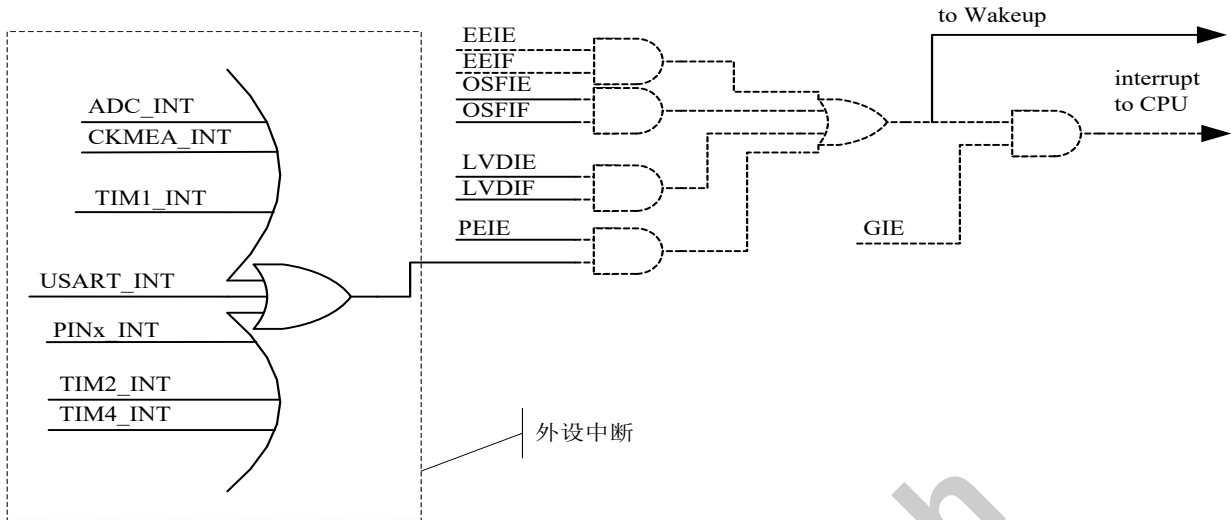 to Wakeup
EEIE
EEIF
OSFIE
OSFIF
interrupt
to CPU
ADC_INT
CKMEA_INT
LVDIE
LVDIF
TIM1_INT
PEIE
GIE
USART_INT
PINx_INT
TIM2_INT
TIM4_INT
外设中断
h